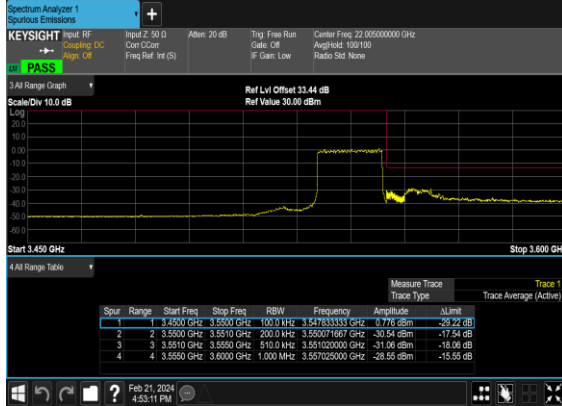 Spectrum Analyzer 1
Spurious Emissions
+
KEYSIGHT Input: RF Input Z: 50 Ω Atten: 20 dB Trig: Free Run Center Freq: 22.005000000 GHz
Coupling: DC Corr CCorr Gate: Off Avg|Hold: 100/100
Align: Off Freq Ref: Int (S) IF Gain: Low Radio Std: None
PASS
3 All Range Graph Ref Lvl Offset 33.44 dB
Scale/Div 10.0 dB Ref Value 30.00 dBm
Log
20.0
10.0
0.00
-10.0
-20.0
-30.0
-40.0
-50.0
-60.0
Start 3.450 GHz Stop 3.600 GH
4 All Range Table
Measure Trace Trace 1
Trace Type Trace Average (Active)
Spur Range Start Freq Stop Freq RBW Frequency Amplitude ΔLimit
1 1 3.4500 GHz 3.5500 GHz 100.0 kHz 3.547833333 GHz 0.776 dBm -29.22 dB
2 2 3.5500 GHz 3.5510 GHz 200.0 kHz 3.550071667 GHz -30.54 dBm -17.54 dB
3 3 3.5510 GHz 3.5550 GHz 510.0 kHz 3.551020000 GHz -31.06 dBm -18.06 dB
4 4 3.5550 GHz 3.6000 GHz 1.000 MHz 3.557025000 GHz -28.55 dBm -15.55 dB
? Feb 21, 2024
4:53:11 PM